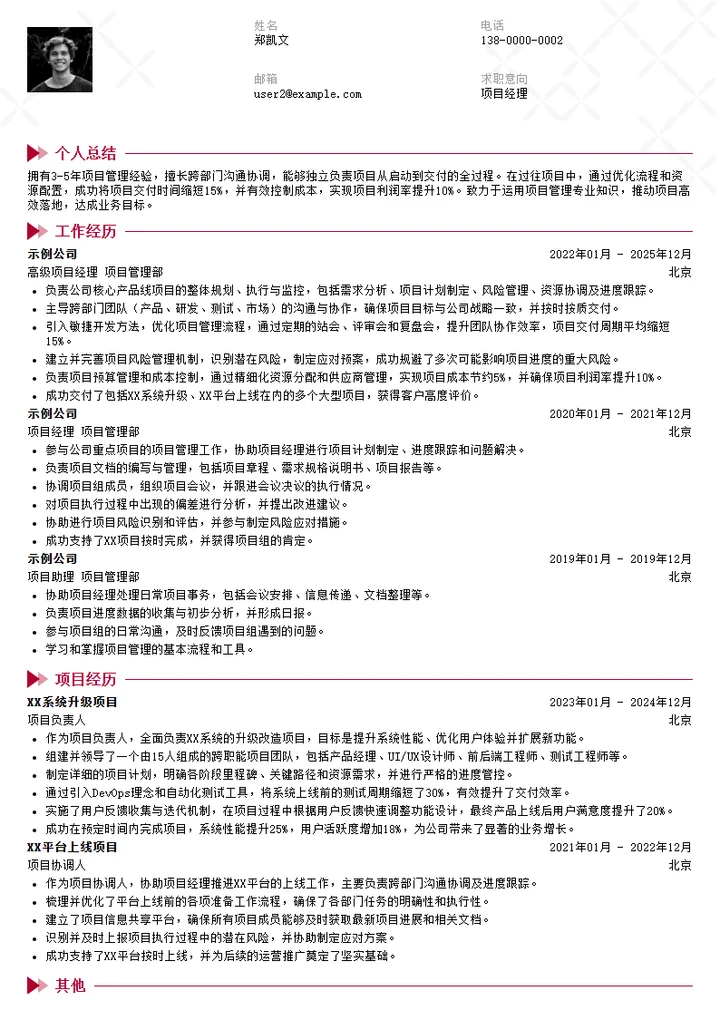 姓名
郑凯文
电话
138-0000-0002
邮箱
user2@example.com
求职意向
项目经理
个人总结
拥有3-5年项目管理经验，擅长跨部门沟通协调，能够独立负责项目从启动到交付的全过程。在过往项目中，通过优化流程和资
源配置，成功将项目交付时间缩短15%，并有效控制成本，实现项目利润率提升10%。致力于运用项目管理专业知识，推动项目高
效落地，达成业务目标。
工作经历
示例公司 2022年01月 - 2025年12月
高级项目经理 项目管理部 北京
• 负责公司核心产品线项目的整体规划、执行与监控，包括需求分析、项目计划制定、风险管理、资源协调及进度跟踪。
• 主导跨部门团队（产品、研发、测试、市场）的沟通与协作，确保项目目标与公司战略一致，并按时按质交付。
• 引入敏捷开发方法，优化项目管理流程，通过定期的站会、评审会和复盘会，提升团队协作效率，项目交付周期平均缩短
15%。
• 建立并完善项目风险管理机制，识别潜在风险，制定应对预案，成功规避了多次可能影响项目进度的重大风险。
• 负责项目预算管理和成本控制，通过精细化资源分配和供应商管理，实现项目成本节约5%，并确保项目利润率提升10%。
• 成功交付了包括XX系统升级、XX平台上线在内的多个大型项目，获得客户高度评价。
示例公司 2020年01月 - 2021年12月
项目经理 项目管理部 北京
• 参与公司重点项目的项目管理工作，协助项目经理进行项目计划制定、进度跟踪和问题解决。
• 负责项目文档的编写与管理，包括项目章程、需求规格说明书、项目报告等。
• 协调项目组成员，组织项目会议，并跟进会议决议的执行情况。
• 对项目执行过程中出现的偏差进行分析，并提出改进建议。
• 协助进行项目风险识别和评估，并参与制定风险应对措施。
• 成功支持了XX项目按时完成，并获得项目组的肯定。
示例公司 2019年01月 - 2019年12月
项目助理 项目管理部 北京
• 协助项目经理处理日常项目事务，包括会议安排、信息传递、文档整理等。
• 负责项目进度数据的收集与初步分析，并形成日报。
• 参与项目组的日常沟通，及时反馈项目组遇到的问题。
• 学习和掌握项目管理的基本流程和工具。
项目经历
XX系统升级项目 2023年01月 - 2024年12月
项目负责人 北京
• 作为项目负责人，全面负责XX系统的升级改造项目，目标是提升系统性能、优化用户体验并扩展新功能。
• 组建并领导了一个由15人组成的跨职能项目团队，包括产品经理、UI/UX设计师、前后端工程师、测试工程师等。
• 制定详细的项目计划，明确各阶段里程碑、关键路径和资源需求，并进行严格的进度管控。
• 通过引入DevOps理念和自动化测试工具，将系统上线前的测试周期缩短了30%，有效提升了交付效率。
• 实施了用户反馈收集与迭代机制，在项目过程中根据用户反馈快速调整功能设计，最终产品上线后用户满意度提升了20%。
• 成功在预定时间内完成项目，系统性能提升25%，用户活跃度增加18%，为公司带来了显著的业务增长。
XX平台上线项目 2021年01月 - 2022年12月
项目协调人 北京
• 作为项目协调人，协助项目经理推进XX平台的上线工作，主要负责跨部门沟通协调及进度跟踪。
• 梳理并优化了平台上线前的各项准备工作流程，确保了各部门任务的明确性和执行性。
• 建立了项目信息共享平台，确保所有项目成员能够及时获取最新项目进展和相关文档。
• 识别并及时上报项目执行过程中的潜在风险，并协助制定应对方案。
• 成功支持了XX平台按时上线，并为后续的运营推广奠定了坚实基础。
其他